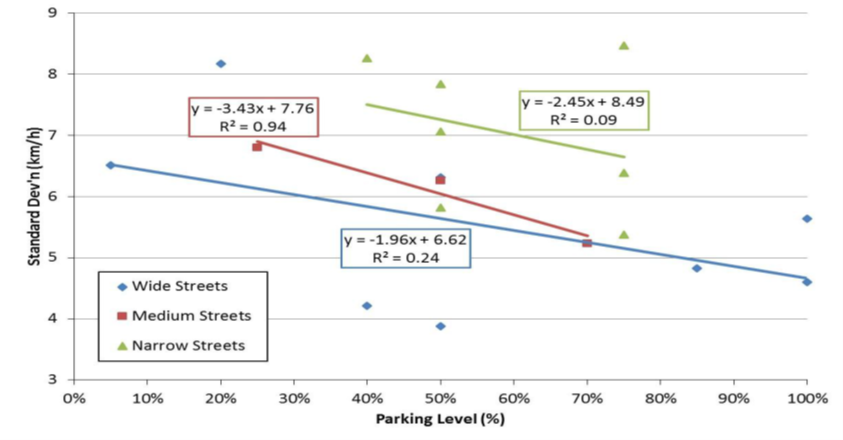 9
8
7
6
5
4
3
Standard Dev'n (km/h)
y = -3.43x + 7.76
R² = 0.94
y = -2.45x + 8.49
R² = 0.09
y = -1.96x + 6.62
R² = 0.24
Wide Streets
Medium Streets
Narrow Streets
0% 10% 20% 30% 40% 50% 60% 70% 80% 90% 100%
Parking Level (%)